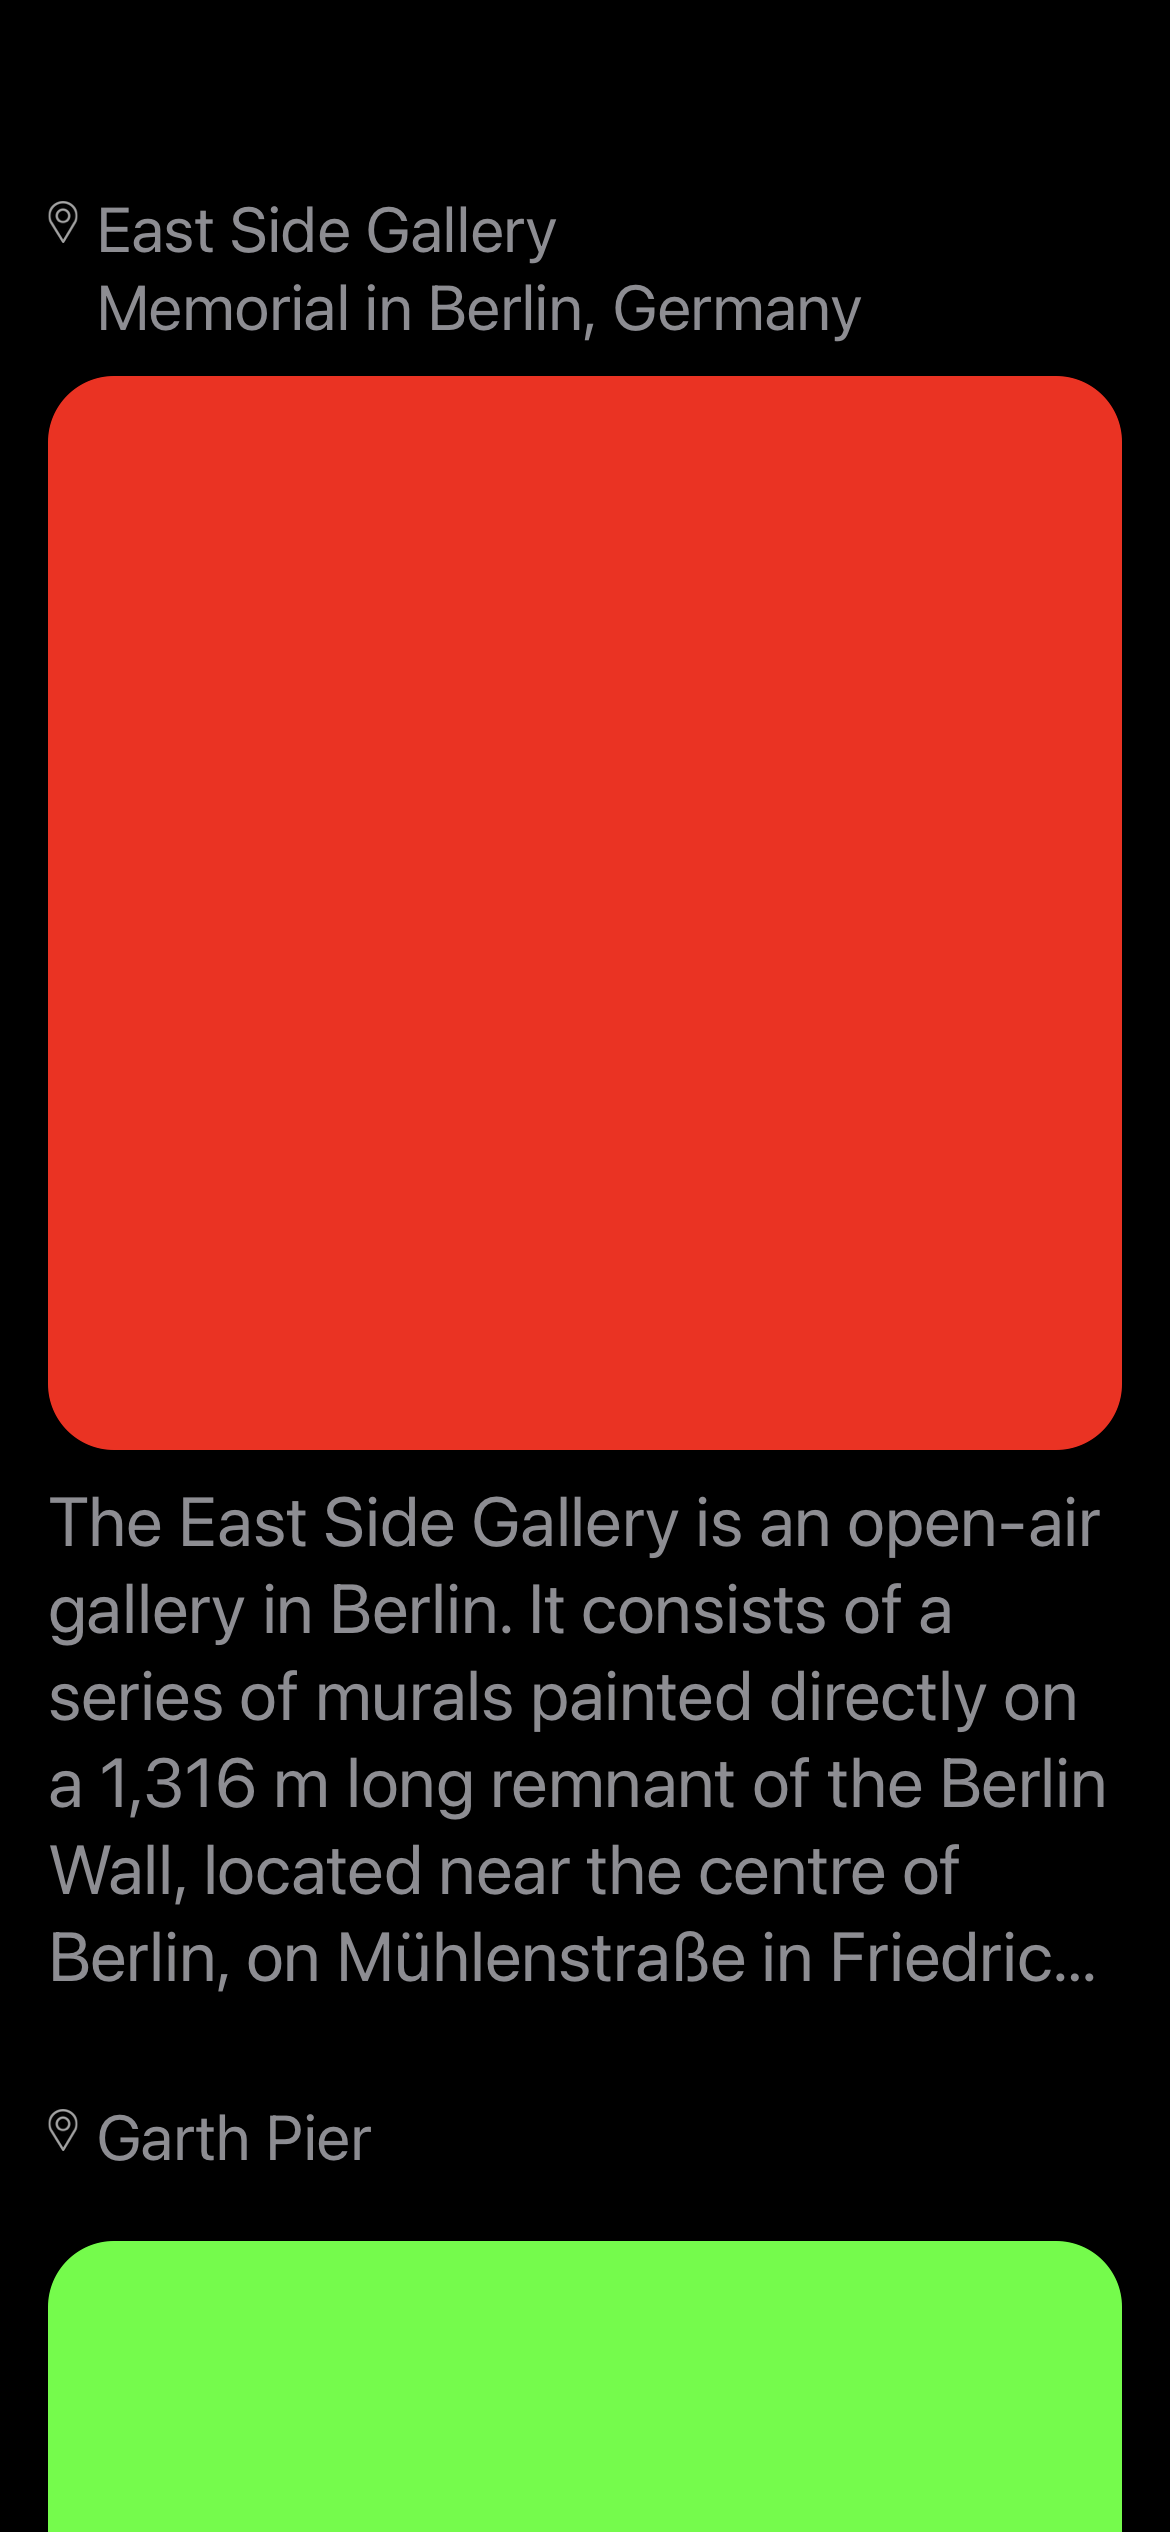 East Side Gallery
Memorial in Berlin, Germany
The East Side Gallery is an open-air
gallery in Berlin. It consists of a
series of murals painted directly on
a 1,316 m long remnant of the Berlin
Wall, located near the centre of
Berlin, on Mühlenstraße in Friedric...
Garth Pier